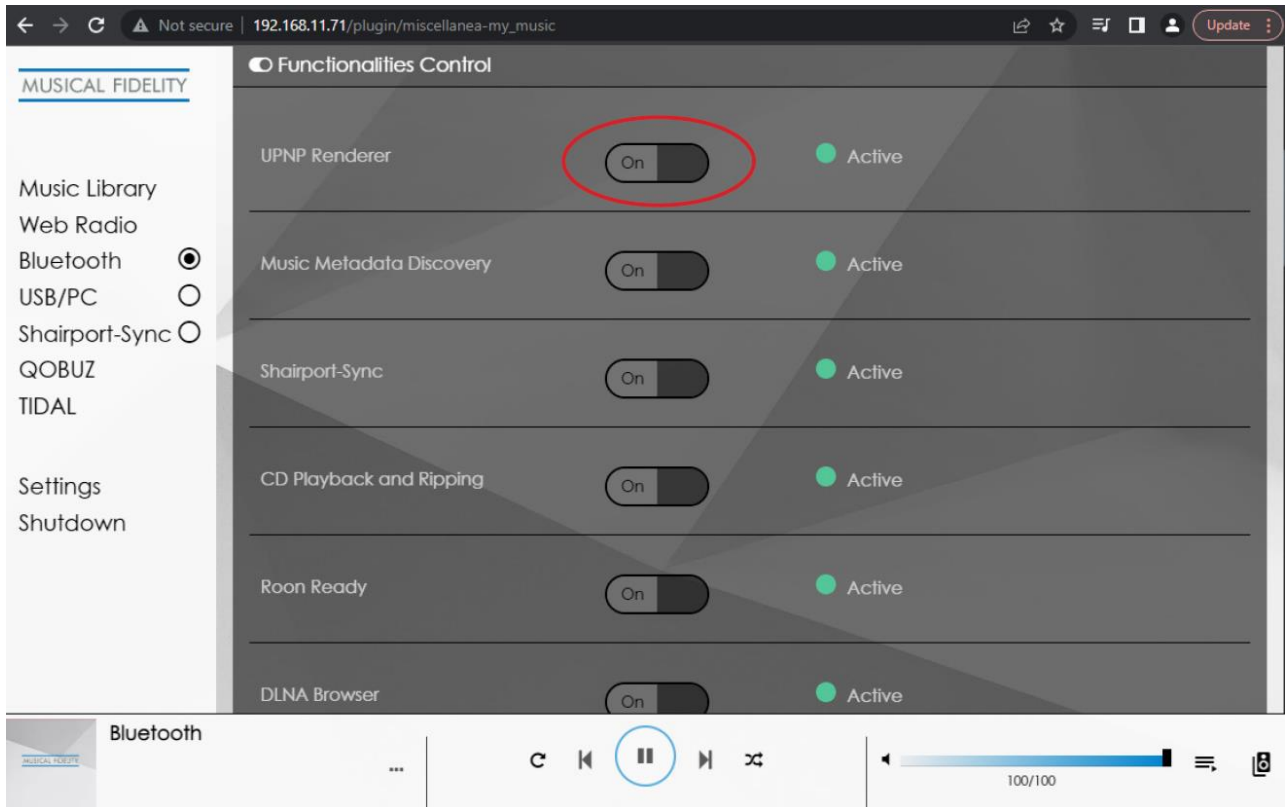 Not secure
192.168.11.71/plugin/miscellanea-my_music
Update
MUSICAL FIDELITY
Music Library
Web Radio
Bluetooth
USB/PC
Shairport-Sync
QOBUZ
TIDAL
Settings
Shutdown
Functionalities Control
UPNP Renderer
On
Active
Music Metadata Discovery
On
Active
Shairport-Sync
On
Active
CD Playback and Ripping
On
Active
Roon Ready
On
Active
DLNA Browser
On
Active
MUSICAL FIDELITY
Bluetooth
...
100/100